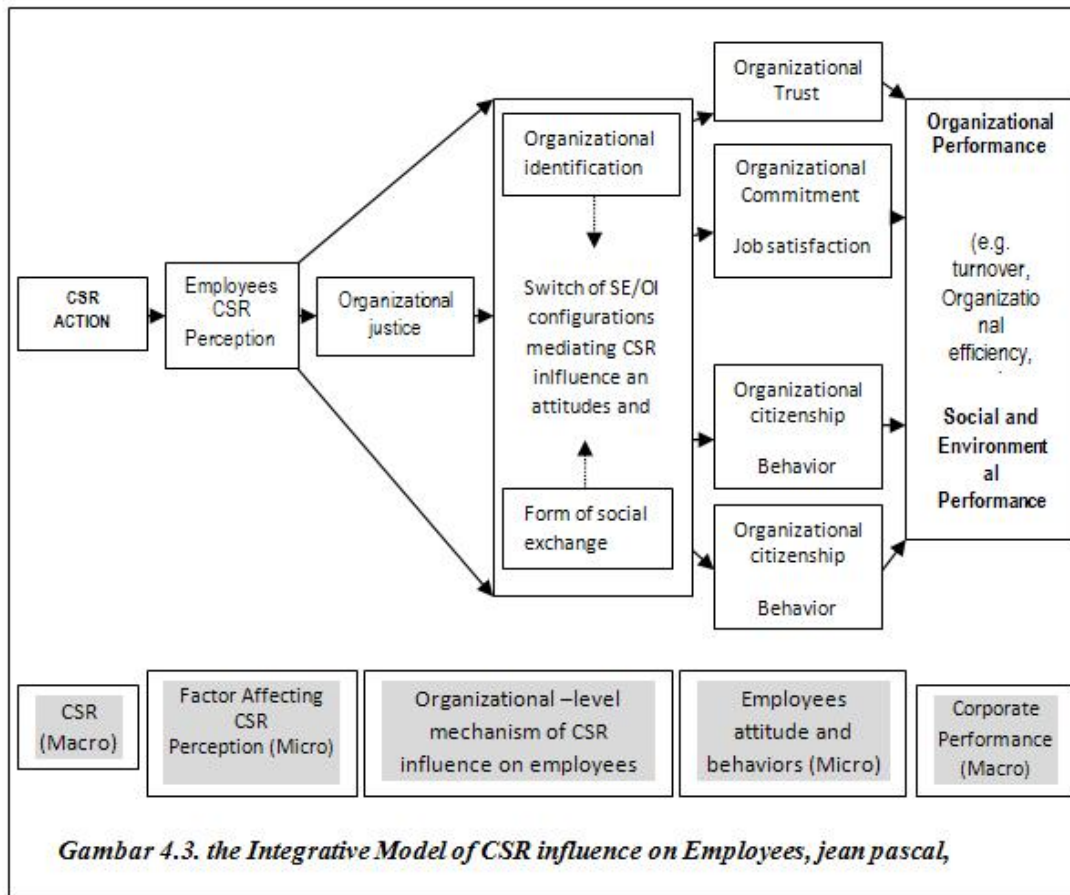 CSR
ACTION
Employees
CSR
Perception
Organizational
justice
Organizational
identification
Switch of SE/OI
configurations
mediating CSR
inlfluence an
attitudes and
Form of social
exchange
Organizational
Trust
Organizational
Commitment
Job satisfaction
Organizational
citizenship
Behavior
Organizational
citizenship
Behavior
Organizational
Performance
(e.g.
turnover,
Organizatio
nal
efficiency,
Social and
Environment
al
Performance
CSR
(Macro)
Factor Affecting
CSR
Perception (Micro)
Organizational –level
mechanism of CSR
influence on employees
Employees
attitude and
behaviors (Micro)
Corporate
Performance
(Macro)
Gambar 4.3. the Integrative Model of CSR influence on Employees, jean pascal,